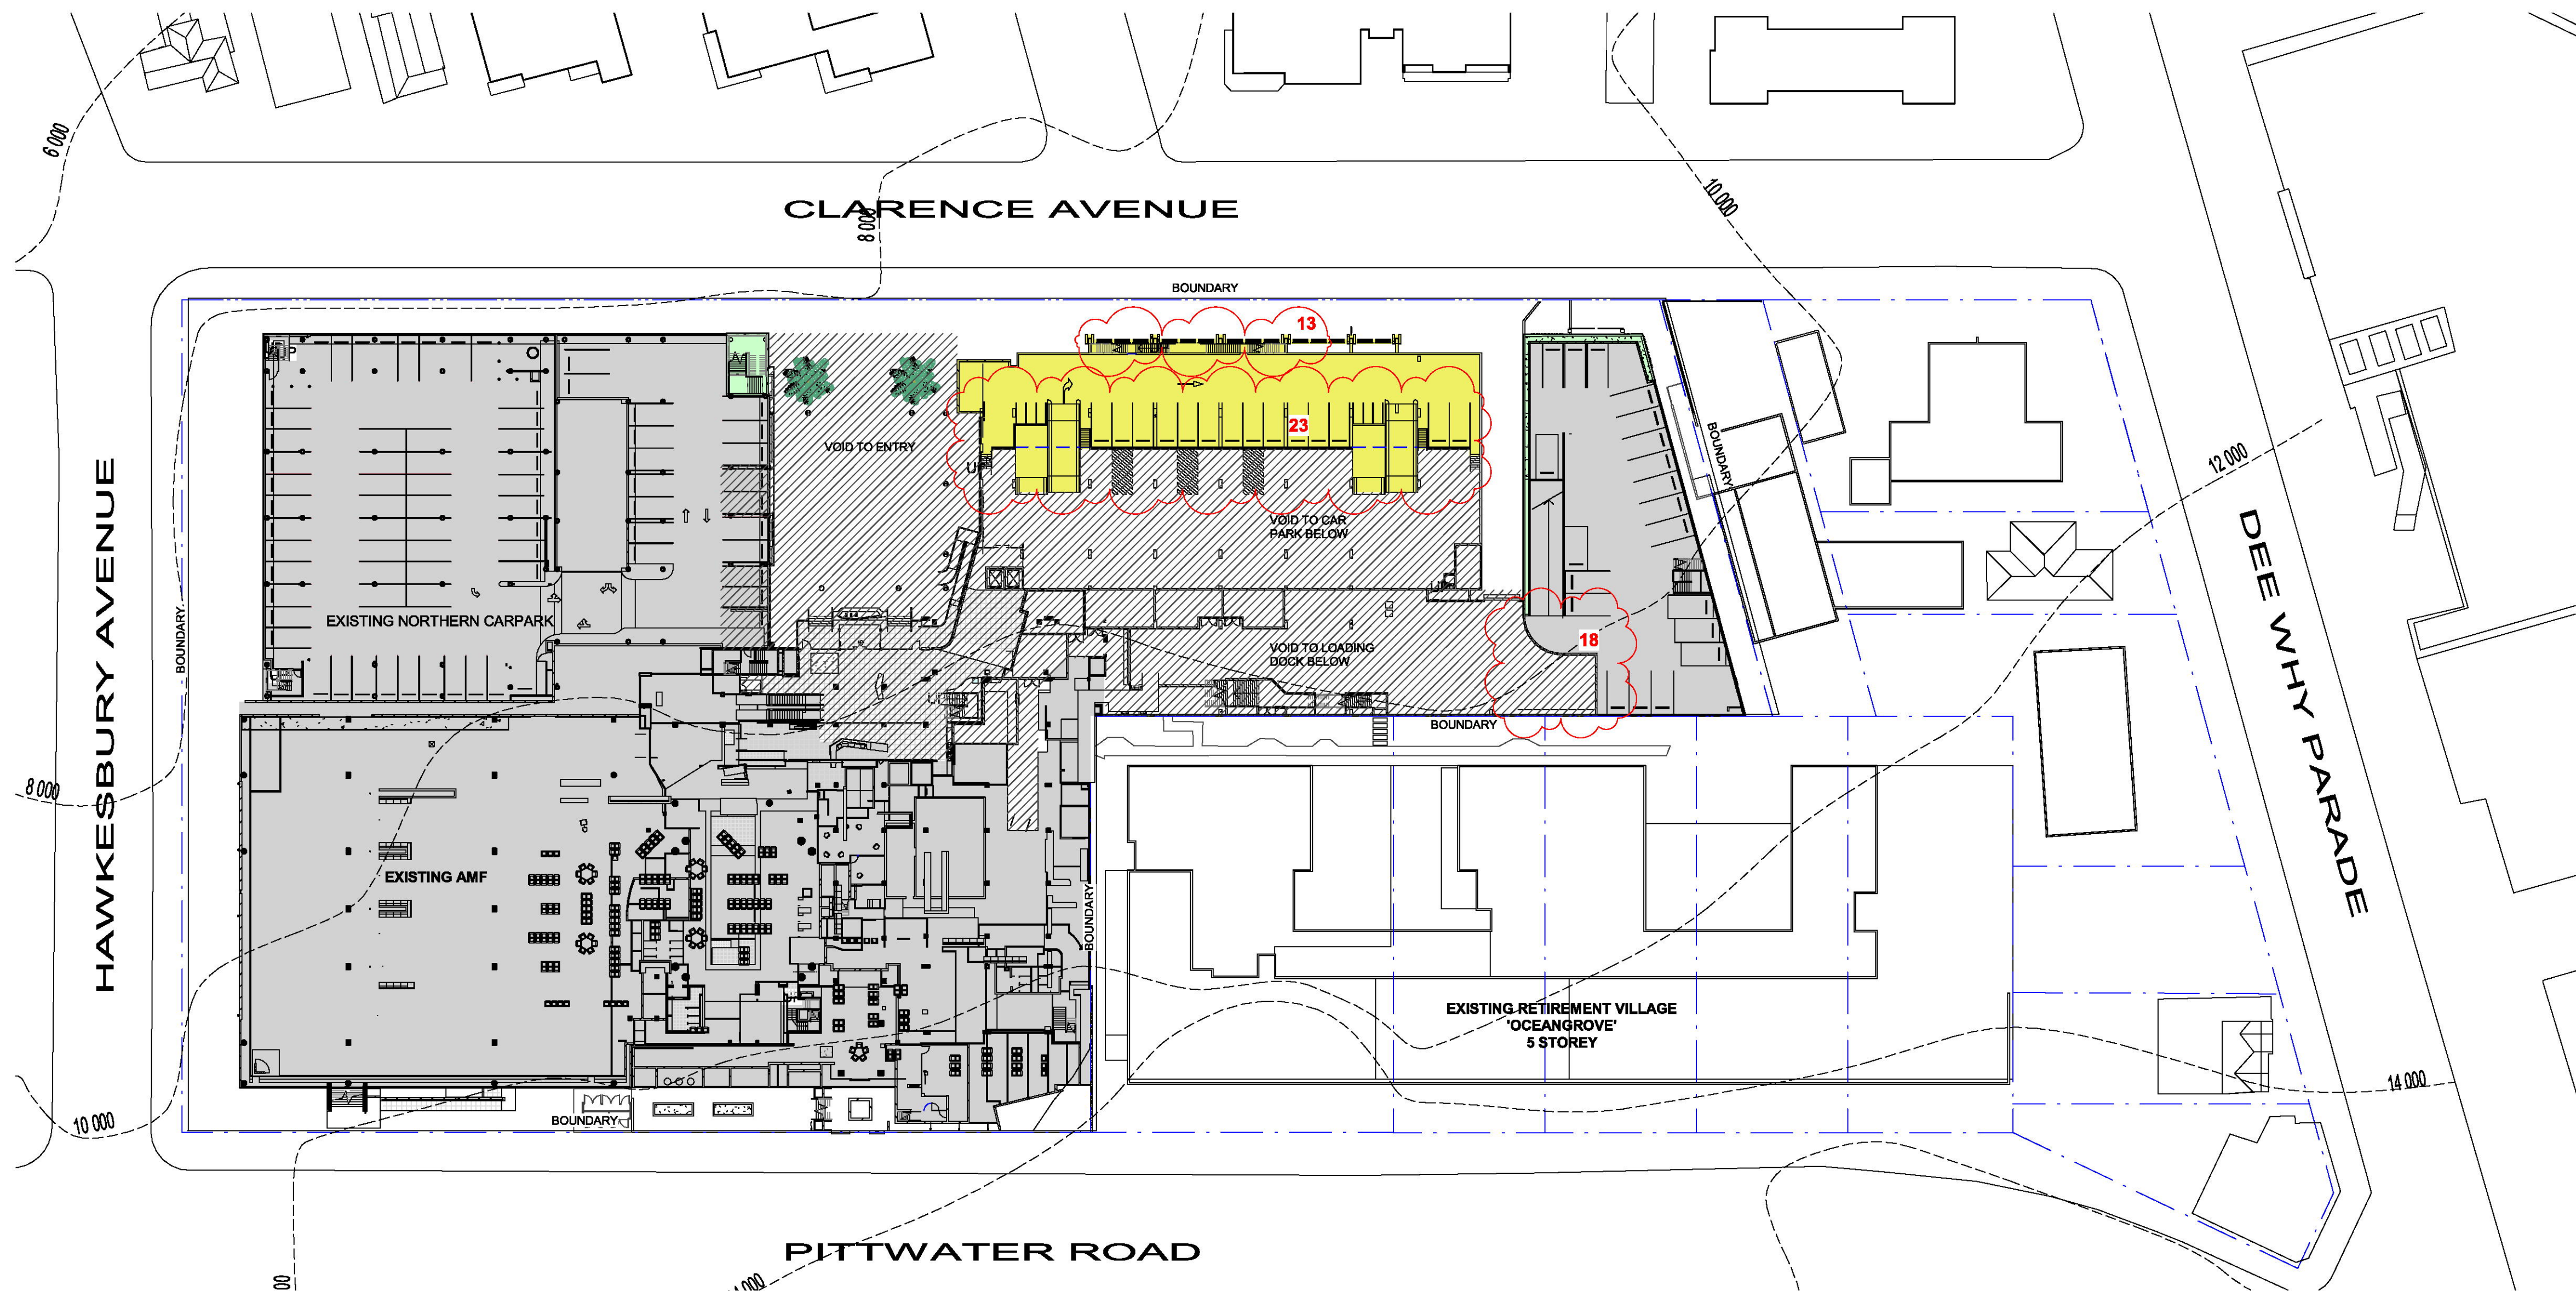 6 000
CLARENCE AVENUE
8 000
10 000
BOUNDARY
13
23
VOID TO ENTRY
BOUNDARY
12 000
UP
VOID TO CAR
PARK BELOW
UP
HAWKESBURY AVENUE
DEE WHY PARADE
EXISTING NORTHERN CARPARK
BOUNDARY
18
VOID TO LOADING
DOCK BELOW
BOUNDARY
8 000
EXISTING AMF
BOUNDARY
EXISTING RETIREMENT VILLAGE
'OCEANGROVE'
5 STOREY
14 000
10 000
BOUNDARY
PITTWATER ROAD